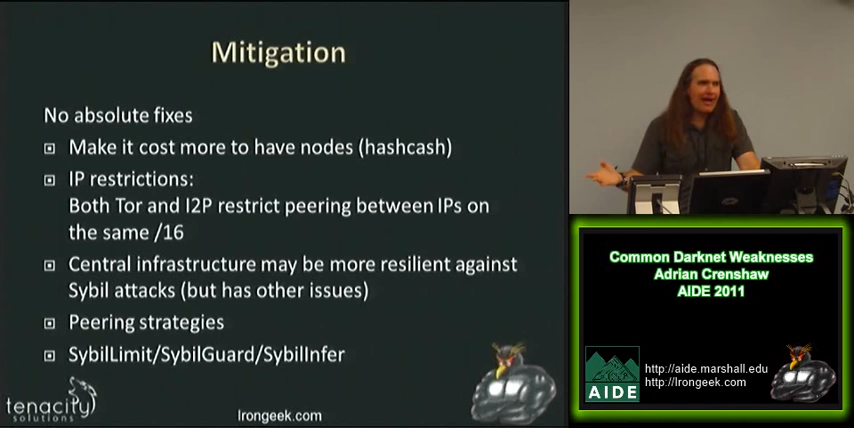 Mitigation
No absolute fixes
Make it cost more to have nodes (hashcash)
IP restrictions:
Both Tor and I2P restrict peering between IPs on
the same /16
Central infrastructure may be more resilient against
Sybil attacks (but has other issues)
Peering strategies
SybilLimit/SybilGuard/SybilInfer
tenacity
solutions
Irongeek.com
Common Darknet Weaknesses
Adrian Crenshaw
AIDE 2011
AIDE
http://aide.marshall.edu
http://Irongeek.com